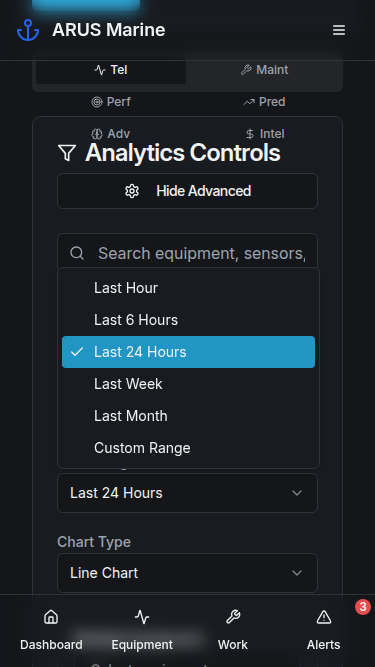 ARUS Marine
Tel
Maint
Perf
Pred
Adv
Intel
Analytics Controls
Hide Advanced
Search equipment, sensors,
Last Hour
Last 6 Hours
Last 24 Hours
Last Week
Last Month
Custom Range
Last 24 Hours
Chart Type
Line Chart
3
Dashboard
Equipment
Work
Alerts